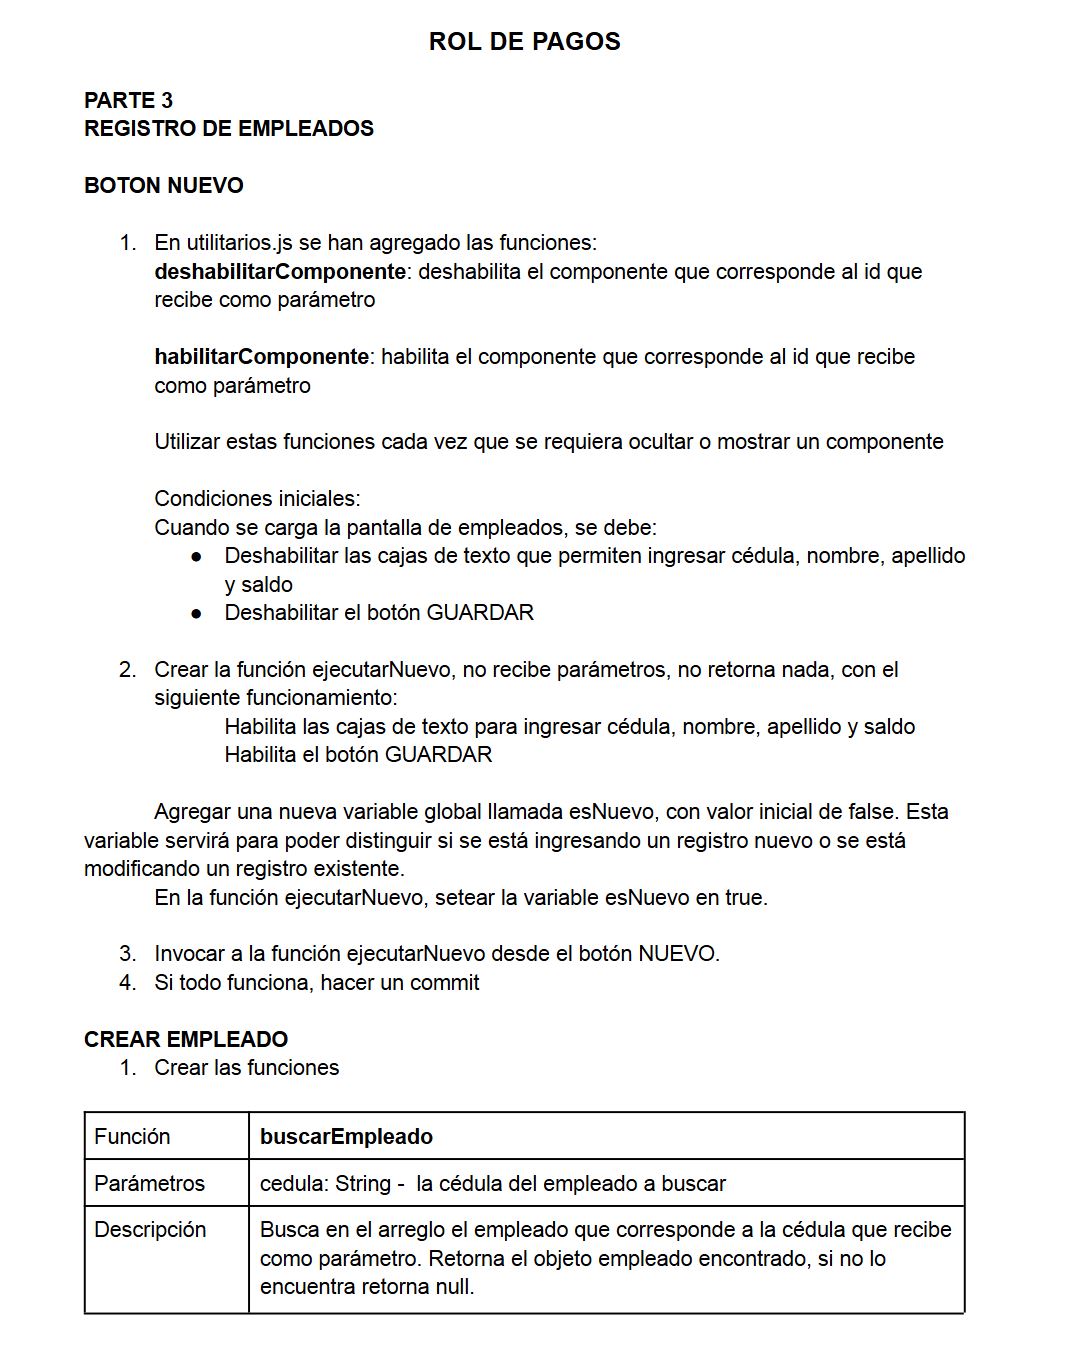 ROL DE PAGOS
PARTE 3
REGISTRO DE EMPLEADOS
BOTON NUEVO
1. En utilitarios.js se han agregado las funciones:
deshabilitarComponente: deshabilita el componente que corresponde al id que
recibe como parámetro
habilitarComponente: habilita el componente que corresponde al id que recibe
como parámetro
Utilizar estas funciones cada vez que se requiera ocultar o mostrar un componente
Condiciones iniciales:
Cuando se carga la pantalla de empleados, se debe:
● Deshabilitar las cajas de texto que permiten ingresar cédula, nombre, apellido
y saldo
● Deshabilitar el botón GUARDAR
2. Crear la función ejecutarNuevo, no recibe parámetros, no retorna nada, con el
siguiente funcionamiento:
Habilita las cajas de texto para ingresar cédula, nombre, apellido y saldo
Habilita el botón GUARDAR
Agregar una nueva variable global llamada esNuevo, con valor inicial de false. Esta
variable servirá para poder distinguir si se está ingresando un registro nuevo o se está
modificando un registro existente.
En la función ejecutarNuevo, setear la variable esNuevo en true.
3. Invocar a la función ejecutarNuevo desde el botón NUEVO.
4. Si todo funciona, hacer un commit
CREAR EMPLEADO
1. Crear las funciones
Función buscarEmpleado
Parámetros cedula: String - la cédula del empleado a buscar
Descripción Busca en el arreglo el empleado que corresponde a la cédula que recibe
como parámetro. Retorna el objeto empleado encontrado, si no lo
encuentra retorna null.